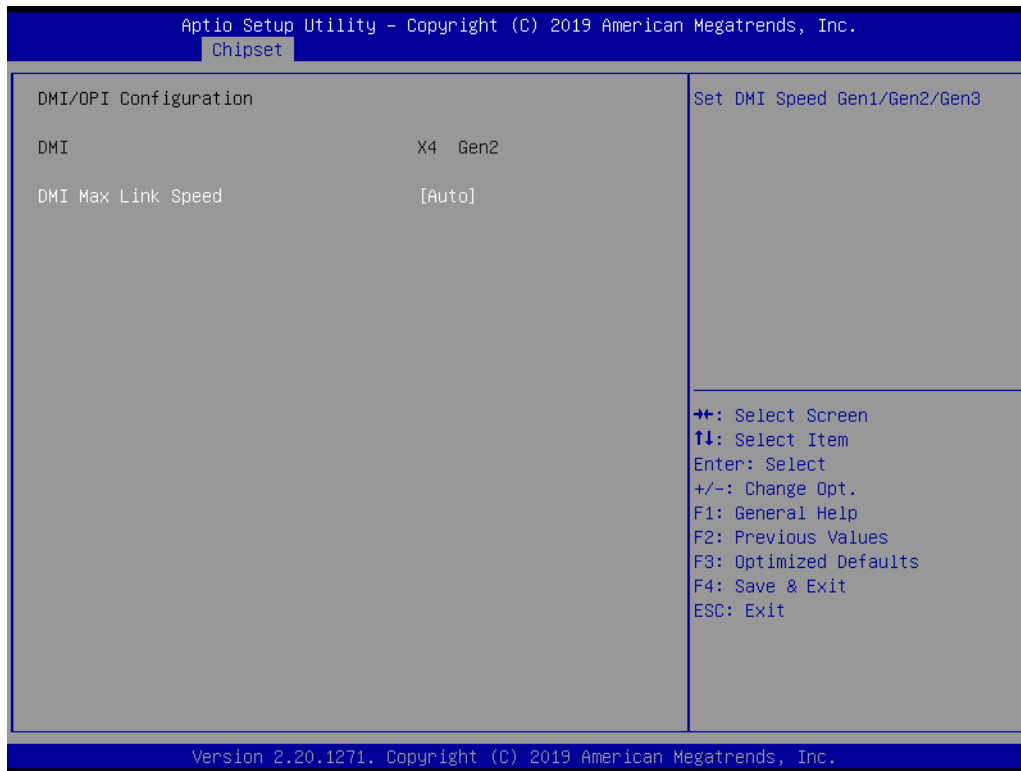 Aptio Setup Utility – Copyright (C) 2019 American Megatrends, Inc.
Chipset
DMI/OPI Configuration
DMI X4 Gen2
DMI Max Link Speed [Auto]
Set DMI Speed Gen1/Gen2/Gen3
→←: Select Screen
↑↓: Select Item
Enter: Select
+/-: Change Opt.
F1: General Help
F2: Previous Values
F3: Optimized Defaults
F4: Save & Exit
ESC: Exit
Version 2.20.1271. Copyright (C) 2019 American Megatrends, Inc.